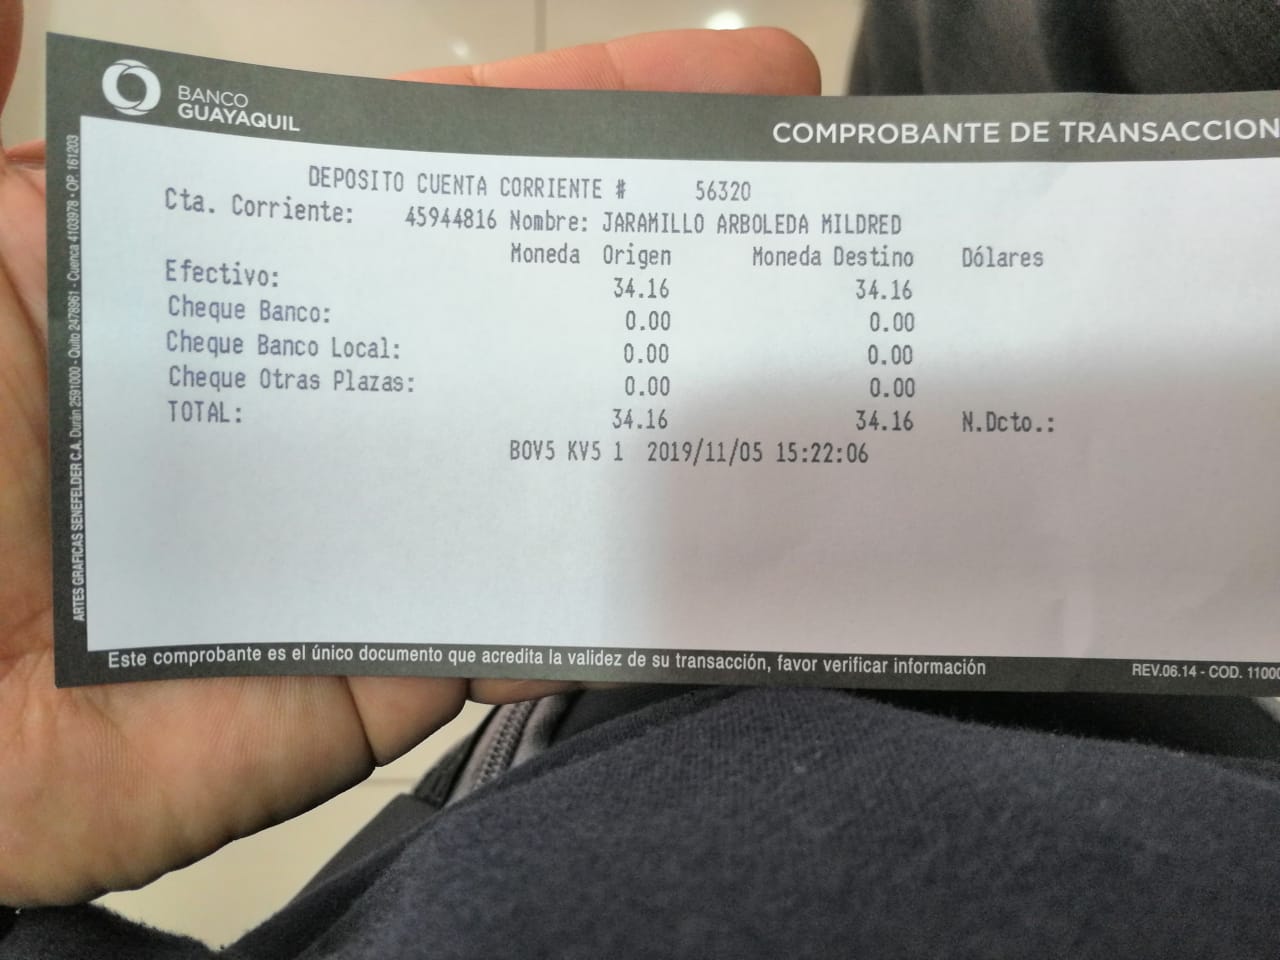 BANCO
GUAYAQUIL
COMPROBANTE DE TRANSACCION
DEPOSITO CUENTA CORRIENTE # 56320
Cta. Corriente: 45944816 Nombre: JARAMILLO ARBOLEDA MILDRED
Moneda Origen Moneda Destino Dólares
Efectivo: 34.16 34.16
Cheque Banco: 0.00 0.00
Cheque Banco Local: 0.00 0.00
Cheque Otras Plazas: 0.00 0.00
TOTAL: 34.16 34.16 N.Dcto.:
BOV5 KV5 1 2019/11/05 15:22:06
Este comprobante es el único documento que acredita la validez de su transacción, favor verificar información
REV.06.14 - COD. 11000
ARTES GRAFICAS SENEFELDER C.A. Durán 2591000 - Quito 2478961 - Cuenca 4103978 - OP. 161203